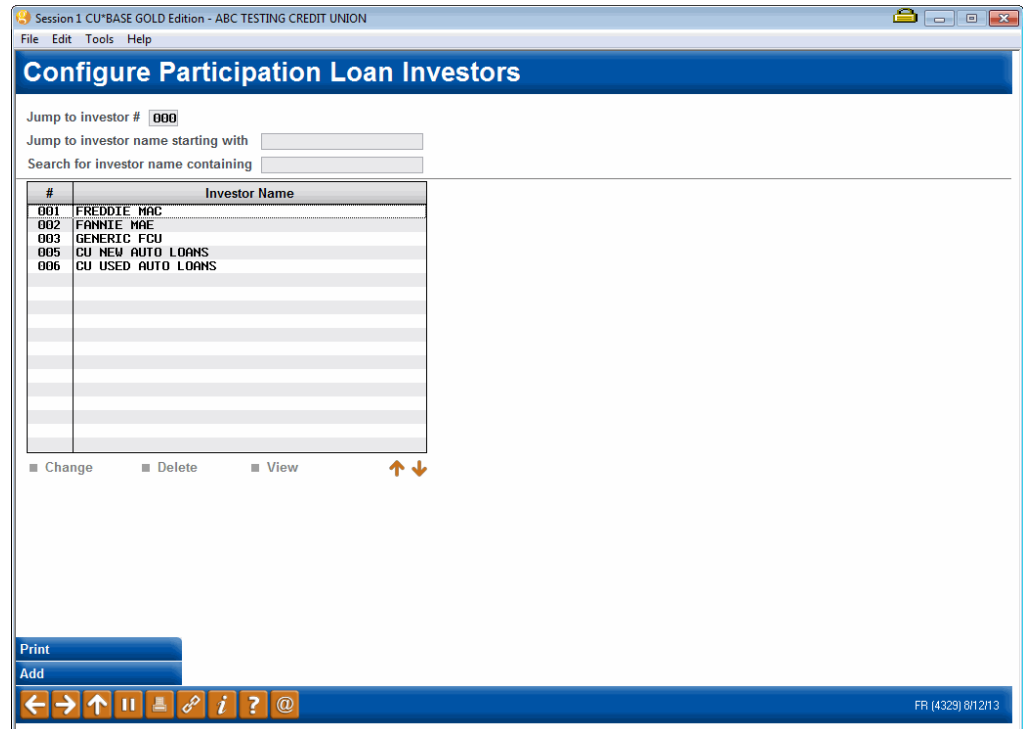 Session 1 CU*BASE GOLD Edition - ABC TESTING CREDIT UNION
File Edit Tools Help
Configure Participation Loan Investors
Jump to investor # 000
Jump to investor name starting with
Search for investor name containing
# Investor Name
001 FREDDIE MAC
002 FANNIE MAE
003 GENERIC FCU
005 CU NEW AUTO LOANS
006 CU USED AUTO LOANS
Change Delete View
Print
Add
FR (4329) 8/12/13